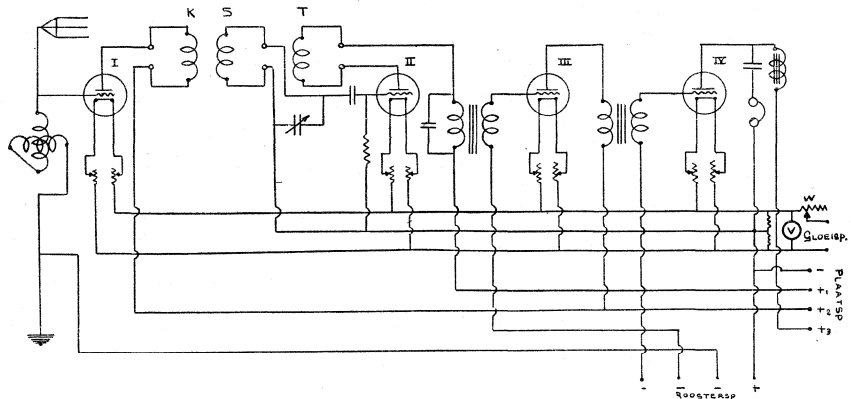 K S T
I II III IV
W
V GLOEISP.
-
+1
+2
+3
PLAATSP
- - - +
ROOSTERSP